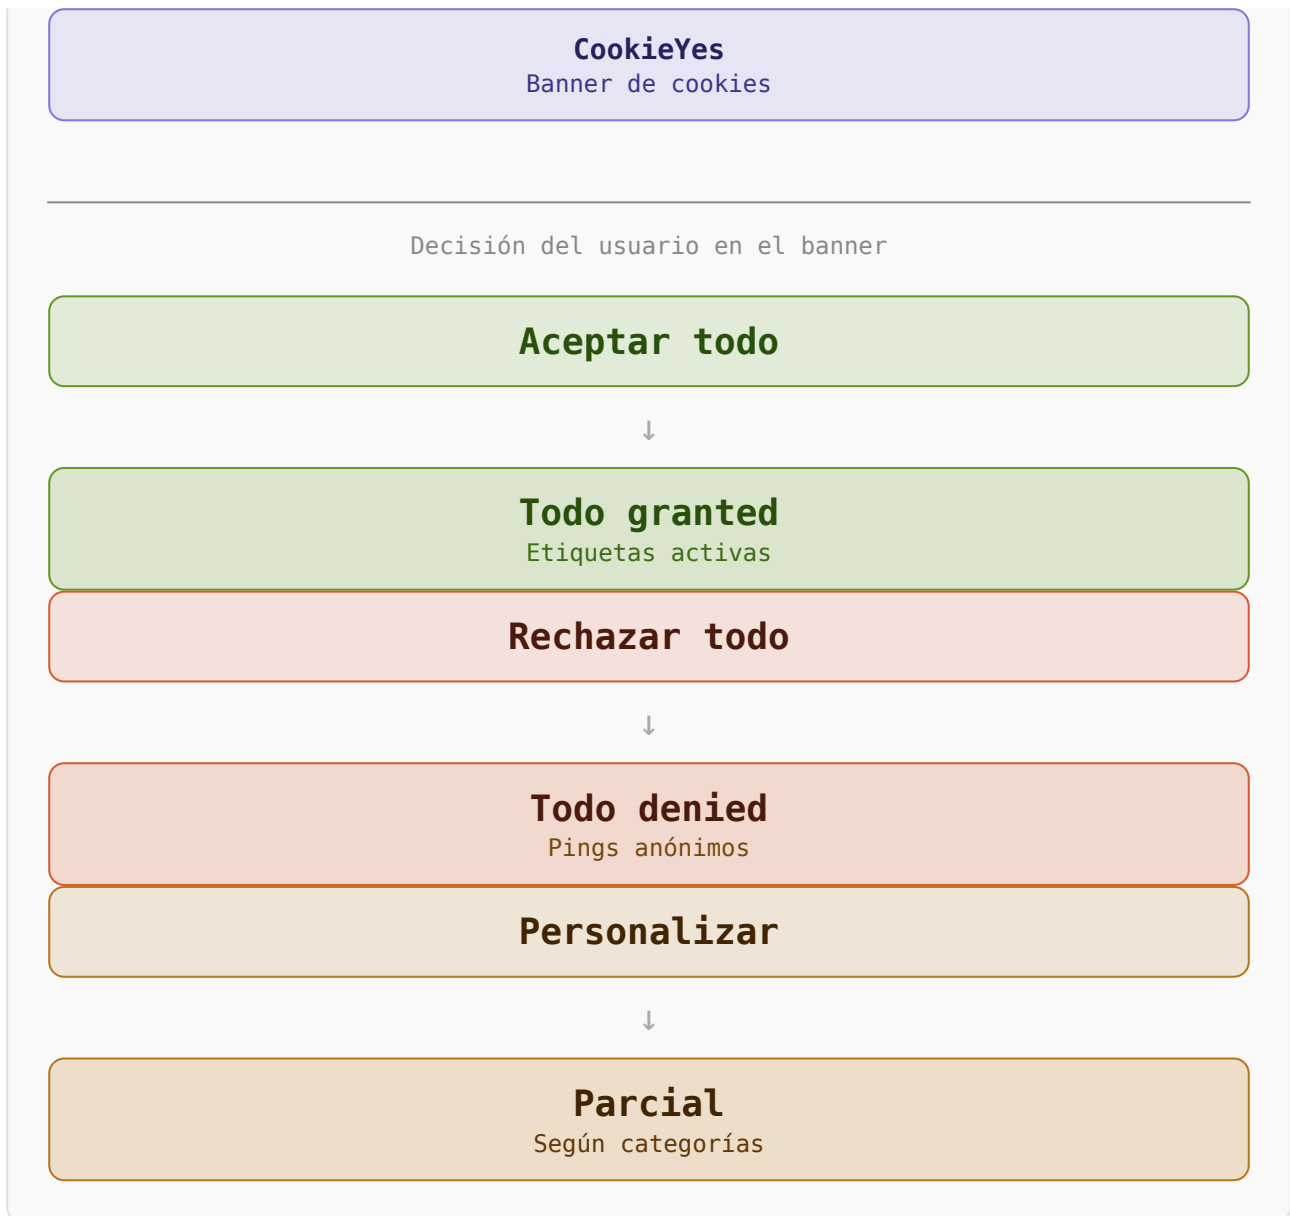 CookieYes
Banner de cookies
Decisión del usuario en el banner
Aceptar todo
↓
Todo granted
Etiquetas activas
Rechazar todo
↓
Todo denied
Pings anónimos
Personalizar
↓
Parcial
Según categorías